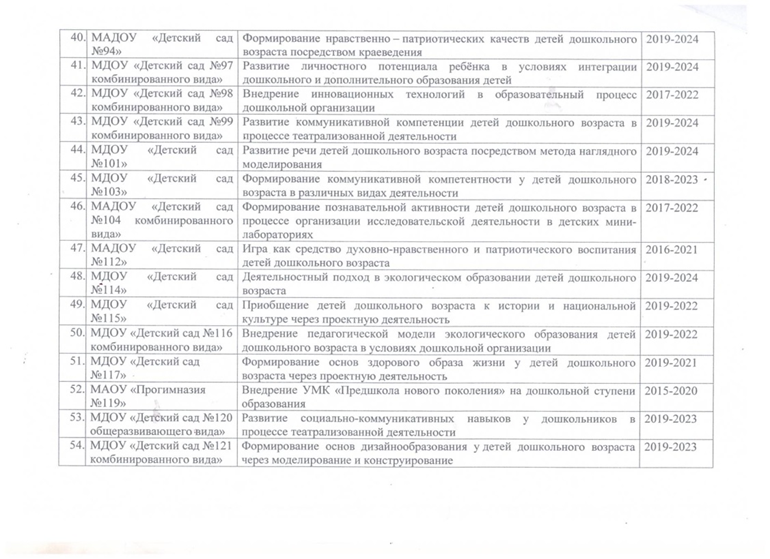 40. МАДОУ «Детский сад Формирование нравственно – патриотических качеств детей дошкольного 2019-2024
№94» возраста посредством краеведения
41. МДОУ «Детский сад №97 Развитие личностного потенциала ребёнка в условиях интеграции 2019-2024
комбинированного вида» дошкольного и дополнительного образования детей
42. МДОУ «Детский сад №98 Внедрение инновационных технологий в образовательный процесс 2017-2022
комбинированного вида» дошкольной организации
43. МДОУ «Детский сад №99 Развитие коммуникативной компетенции детей дошкольного возраста в 2019-2024
комбинированного вида» процессе театрализованной деятельности
44. МДОУ «Детский сад Развитие речи детей дошкольного возраста посредством метода наглядного 2019-2024
№101» моделирования
45. МДОУ «Детский сад Формирование коммуникативной компетентности у детей дошкольного 2018-2023
№103» возраста в различных видах деятельности
46. МАДОУ «Детский сад Формирование познавательной активности детей дошкольного возраста в 2017-2022
№104 комбинированного процессе организации исследовательской деятельности в детских мини-
вида» лабораториях
47. МАДОУ «Детский сад Игра как средство духовно-нравственного и патриотического воспитания 2016-2021
№112» детей дошкольного возраста
48. МДОУ «Детский сад Деятельностный подход в экологическом образовании детей дошкольного 2019-2024
№114» возраста
49. МДОУ «Детский сад Приобщение детей дошкольного возраста к истории и национальной 2019-2022
№115» культуре через проектную деятельность
50. МДОУ «Детский сад №116 Внедрение педагогической модели экологического образования детей 2019-2022
комбинированного вида» дошкольного возраста в условиях дошкольной организации
51. МДОУ «Детский сад Формирование основ здорового образа жизни у детей дошкольного 2019-2021
№117» возраста через проектную деятельность
52. МАОУ «Прогимназия Внедрение УМК «Предшкола нового поколения» на дошкольной ступени 2015-2020
№119» образования
53. МДОУ «Детский сад №120 Развитие социально-коммуникативных навыков у дошкольников в 2019-2023
общеразвивающего вида» процессе театрализованной деятельности
54. МДОУ «Детский сад №121 Формирование основ дизайнообразования у детей дошкольного возраста 2019-2023
комбинированного вида» через моделирование и конструирование